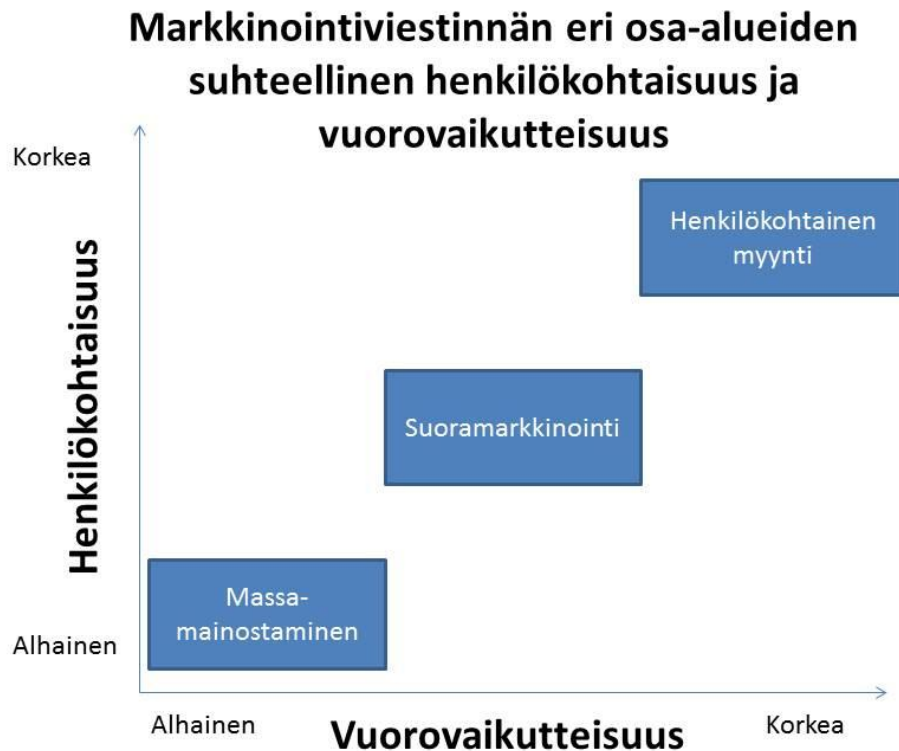 Markkinointiviestinnän eri osa-alueiden
suhteellinen henkilökohtaisuus ja
vuorovaikutteisuus
Korkea
Henkilökohtaisuus
Henkilökohtainen
myynti
Suoramarkkinointi
Massa-
mainostaminen
Alhainen
Alhainen
Vuorovaikutteisuus
Korkea